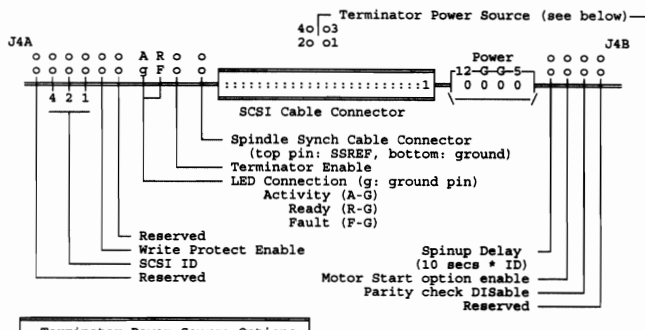 Terminator Power Source (see below)
4o o3
2o o1
J4A
J4B
o o o o o o A R o o
o o o o o o g F o o
Power
12-G-G-5
o o o o
o o o o
o o o o
:::::::::::::::::::::::1
4 2 1
SCSI Cable Connector
Spindle Synch Cable Connector
(top pin: SSREF, bottom: ground)
Terminator Enable
LED Connection (g: ground pin)
Activity (A-G)
Ready (R-G)
Fault (F-G)
Reserved
Write Protect Enable
SCSI ID
Reserved
Spinup Delay
(10 secs * ID)
Motor Start option enable
Parity check DISable
Reserved
Terminator Power Source Options